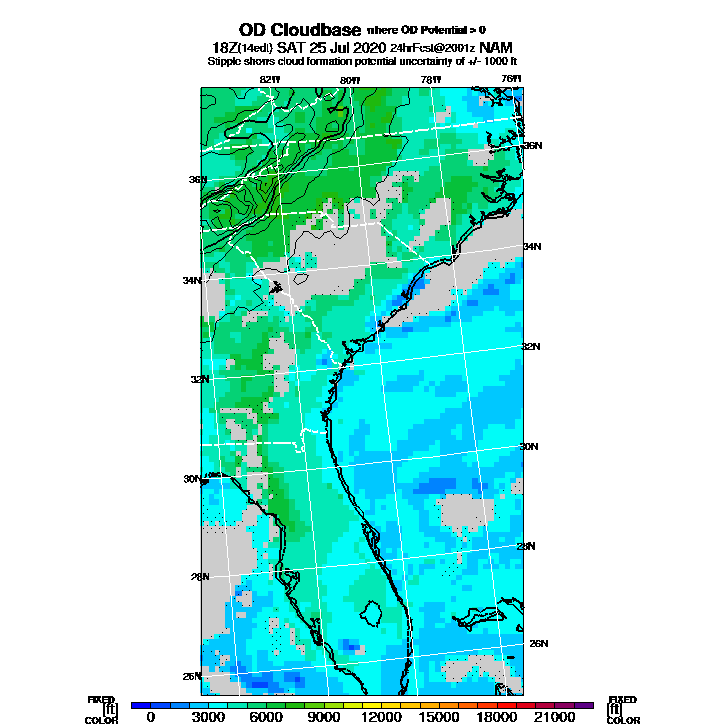 OD Cloudbase where OD Potential > 0
18Z(14edt) SAT 25 Jul 2020 24hrFcst@2001z NAM
Stipple shows cloud formation potential uncertainty of +/- 1000 ft
82W 80W 78W 76W
36N 36N
34N 34N
32N 32N
30N 30N
28N 28N
26N 26N
FIXED FIXED
[ft] [ft]
COLOR 0 3000 6000 9000 12000 15000 18000 21000 COLOR